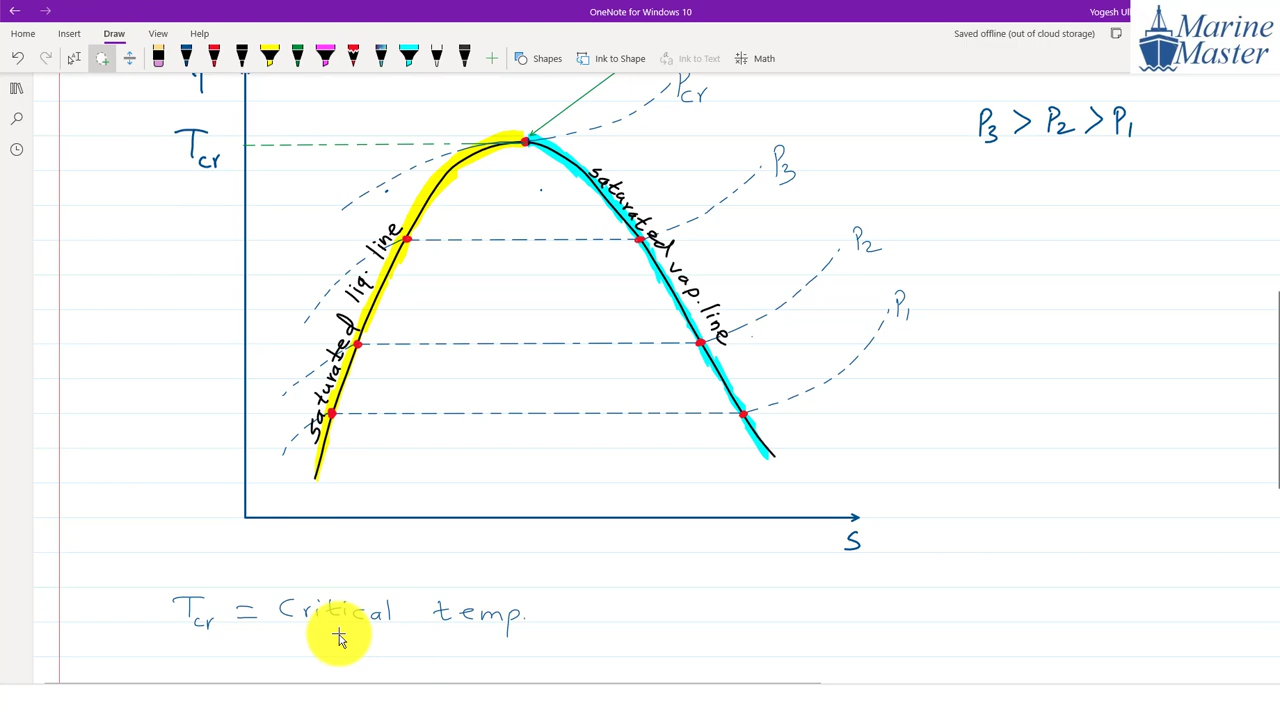 OneNote for Windows 10
Yogesh Ul
Home Insert Draw View Help
Saved offline (out of cloud storage)
Marine
Master
Shapes Ink to Shape Ink to Text Math
Pcr
P3 > P2 > P1
Tcr
P3
saturated vap. line
saturated liq. line
P2
P1
S
Tcr = Critical temp.